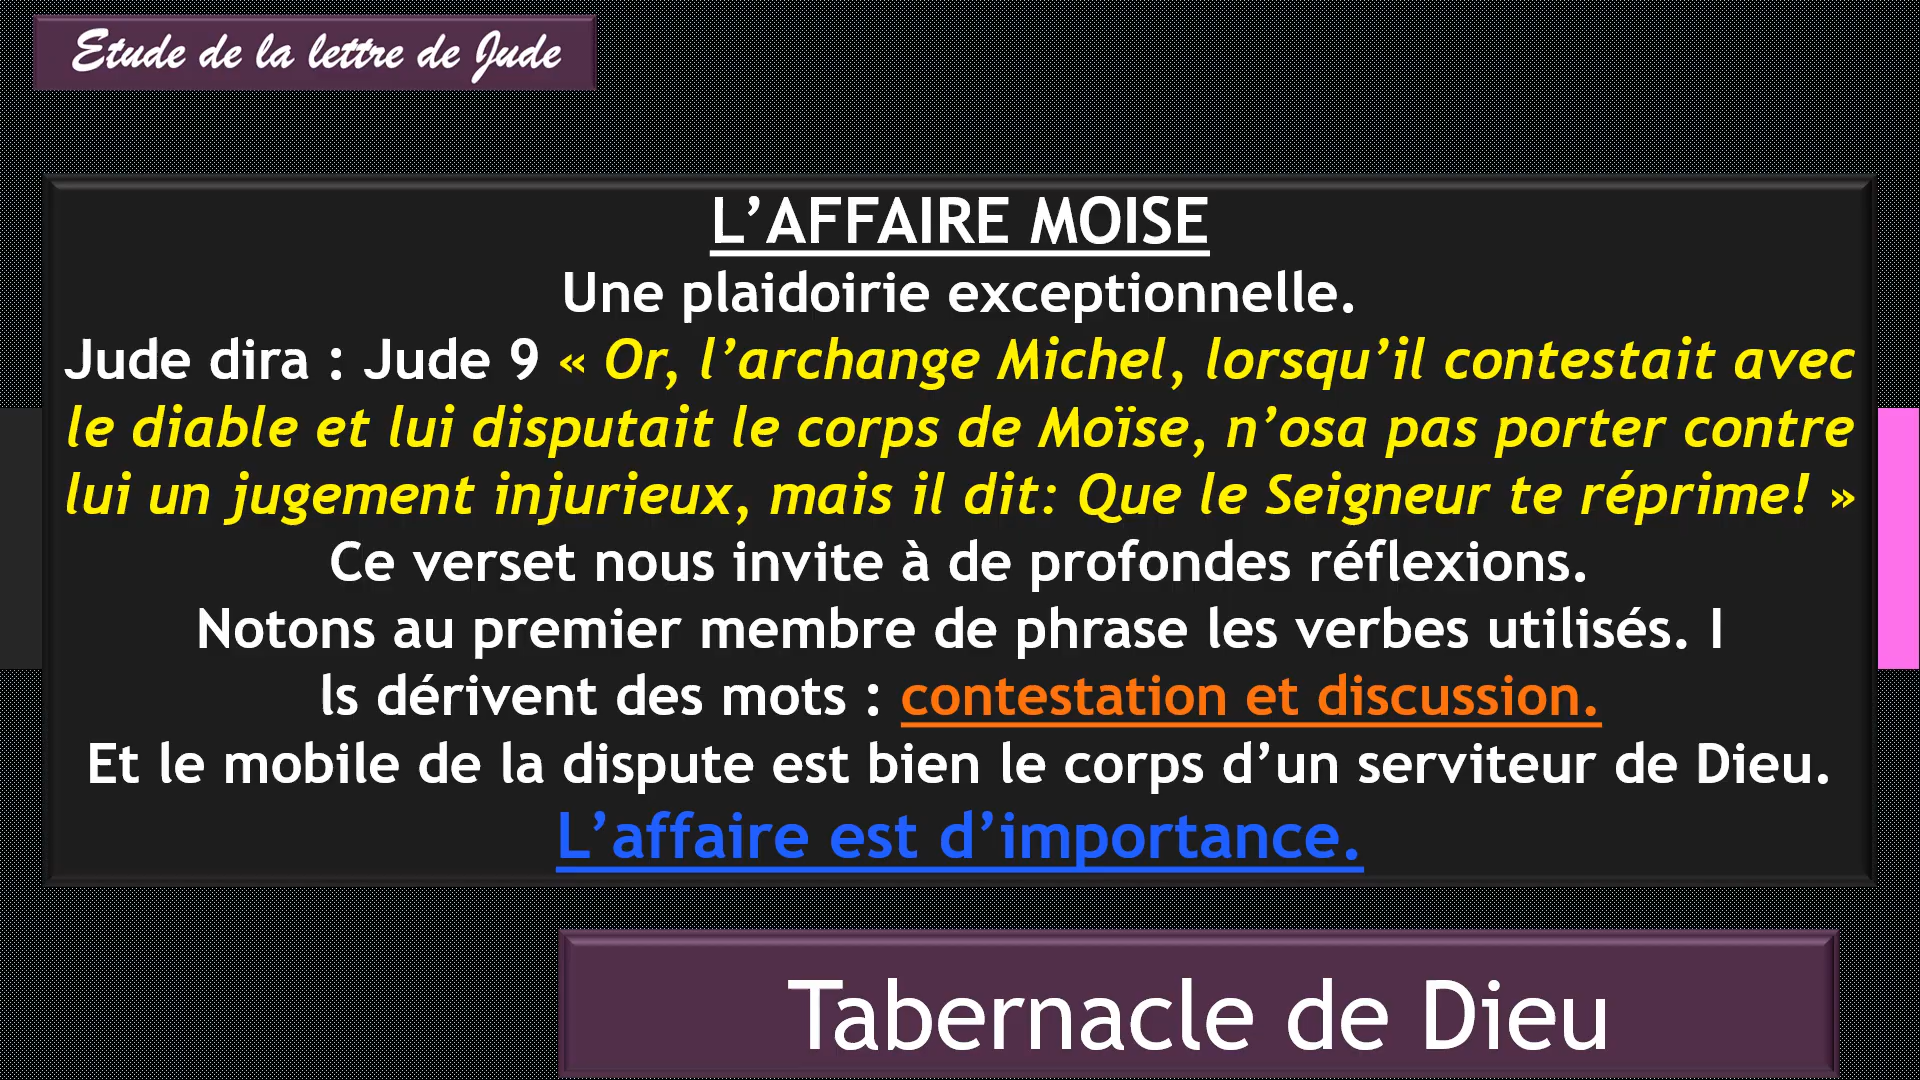 Etude de la lettre de Jude
L’AFFAIRE MOISE
Une plaidoirie exceptionnelle.
Jude dira : Jude 9 « Or, l’archange Michel, lorsqu’il contestait avec
le diable et lui disputait le corps de Moïse, n’osa pas porter contre
lui un jugement injurieux, mais il dit: Que le Seigneur te réprime! »
Ce verset nous invite à de profondes réflexions.
Notons au premier membre de phrase les verbes utilisés. I
ls dérivent des mots : contestation et discussion.
Et le mobile de la dispute est bien le corps d’un serviteur de Dieu.
L’affaire est d’importance.
Tabernacle de Dieu